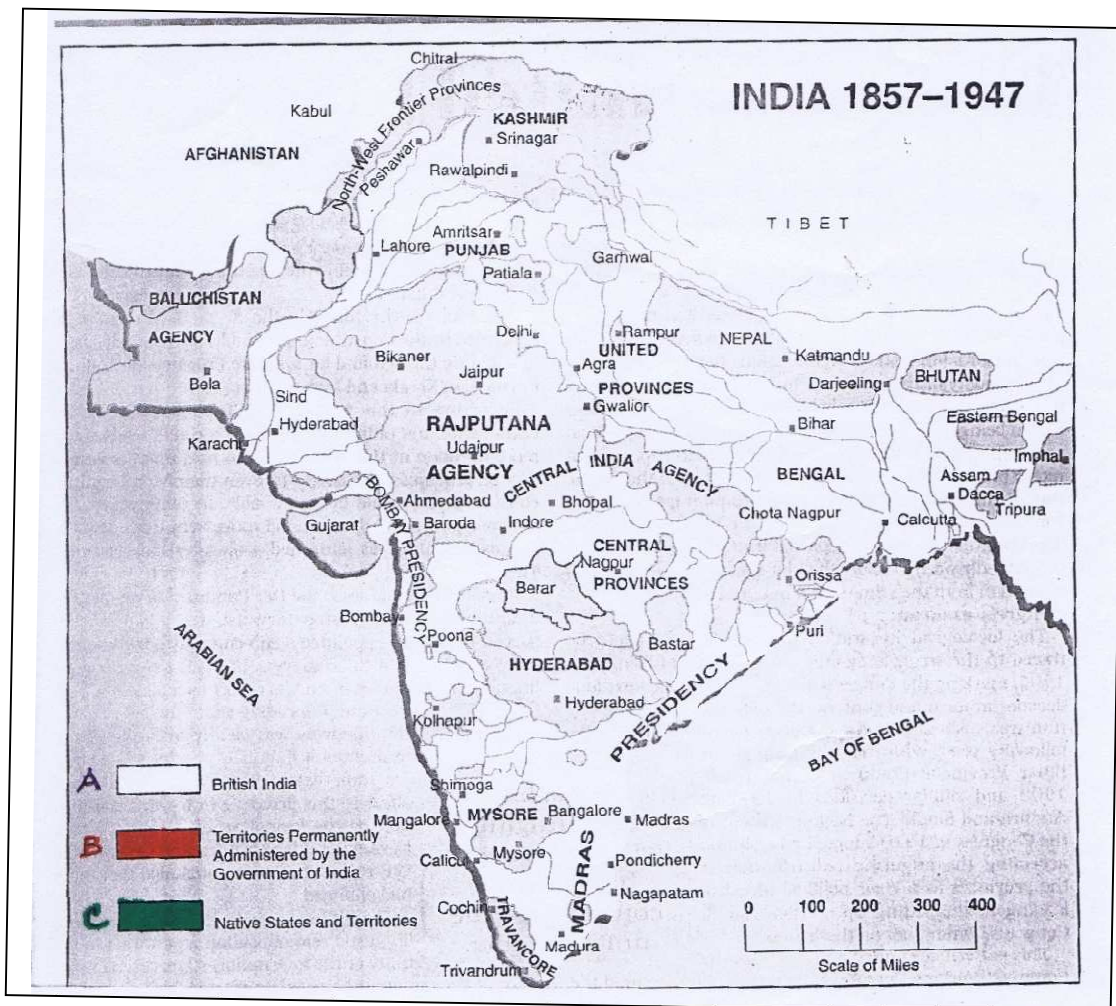 INDIA 1857–1947
Chitral
Kabul
North-West Frontier Provinces
KASHMIR
Srinagar
AFGHANISTAN
Peshawar
Rawalpindi
TIBET
Amritsar
Lahore
PUNJAB
Garhwal
Patiala
BALUCHISTAN
AGENCY
Delhi
Rampur
NEPAL
UNITED
Katmandu
Bikaner
Agra
Bela
Jaipur
PROVINCES
Darjeeling
BHUTAN
Sind
Gwalior
Hyderabad
RAJPUTANA
Bihar
Eastern Bengal
Karachi
Udaipur
Imphal
AGENCY
CENTRAL INDIA AGENCY
BENGAL
Assam
Dacca
Ahmedabad
Bhopal
Tripura
BOMBAY PRESIDENCY
Chota Nagpur
Calcutta
Gujarat
Baroda
Indore
CENTRAL
Nagpur
Orissa
Berar
PROVINCES
Bombay
Puri
Poona
Bastar
ARABIAN SEA
HYDERABAD
Hyderabad
PRESIDENCY
Kolhapur
BAY OF BENGAL
A British India
Shimoga
MYSORE
Bangalore
Mangalore
Madras
B Territories Permanently
Administered by the
Government of India
Mysore
Calicut
Pondicherry
MADRAS
Nagapatam
C Native States and Territories
Cochin
TRIVANCORE
Madura
Trivandrum
0 100 200 300 400
Scale of Miles